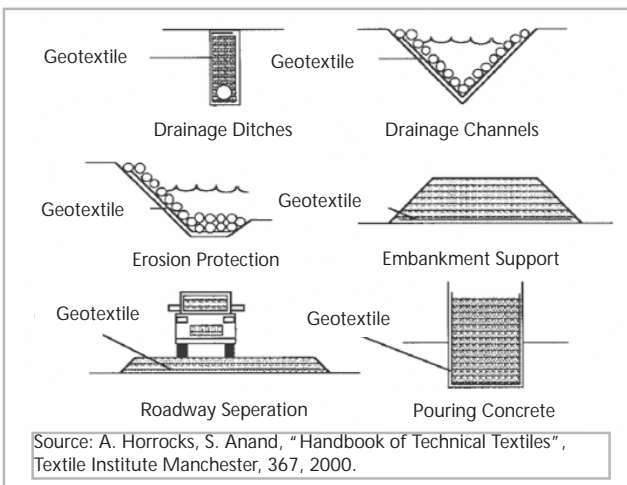 Geotextile
Geotextile
Drainage Ditches
Drainage Channels
Geotextile
Geotextile
Erosion Protection
Embankment Support
Geotextile
Geotextile
Roadway Seperation
Pouring Concrete
Source: A. Horrocks, S. Anand, “Handbook of Technical Textiles”,
Textile Institute Manchester, 367, 2000.